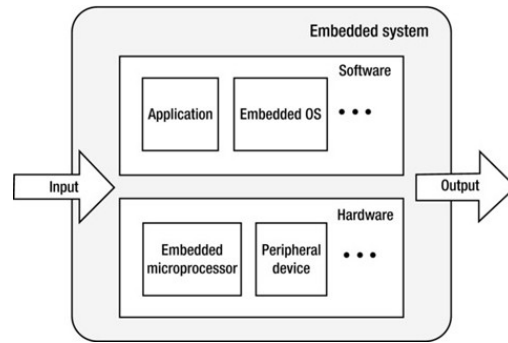 Embedded system
Software
Application
Embedded OS
•••
Input
Output
Hardware
Embedded
microprocessor
Peripheral
device
•••